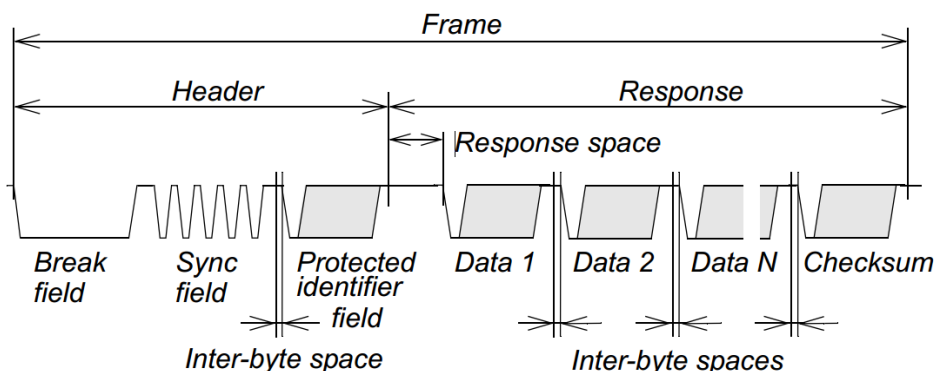 Frame
Header
Response
Response space
Break
field
Sync
field
Protected
identifier
field
Data 1
Data 2
Data N
Checksum
Inter-byte space
Inter-byte spaces